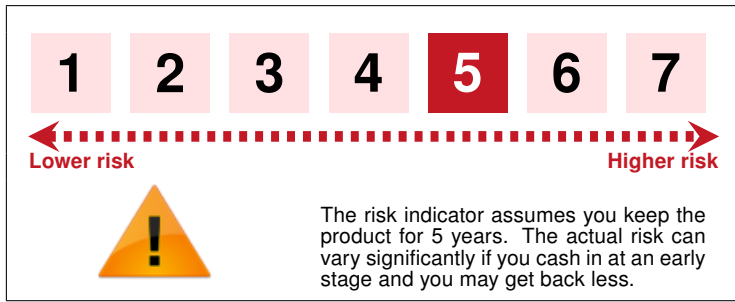 1 2 3 4 5 6 7
Lower risk Higher risk
!
The risk indicator assumes you keep the
product for 5 years. The actual risk can
vary significantly if you cash in at an early
stage and you may get back less.